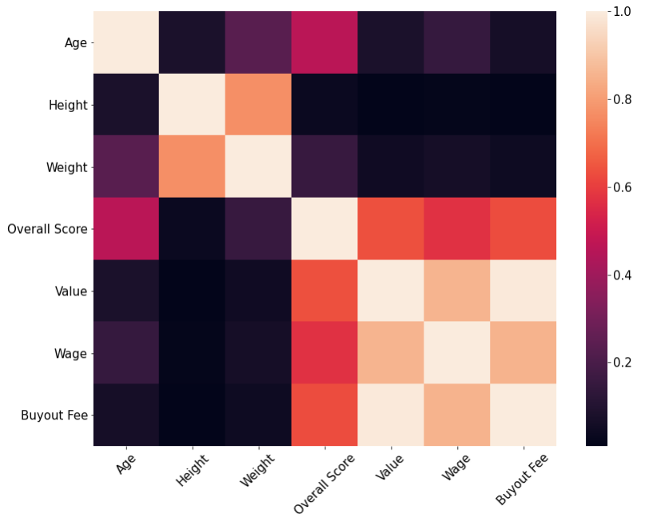 Age
Height
Weight
Overall Score
Value
Wage
Buyout Fee
Age
Height
Weight
Overall Score
Value
Wage
Buyout Fee
1.0
0.8
0.6
0.4
0.2